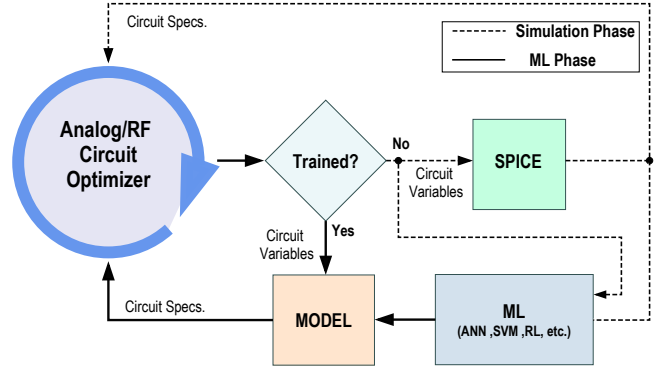 Circuit Specs.
Simulation Phase
ML Phase
Analog/RF
Circuit
Optimizer
Trained?
No
Circuit
Variables
SPICE
Yes
Circuit
Variables
Circuit Specs.
MODEL
ML
(ANN ,SVM ,RL, etc.)